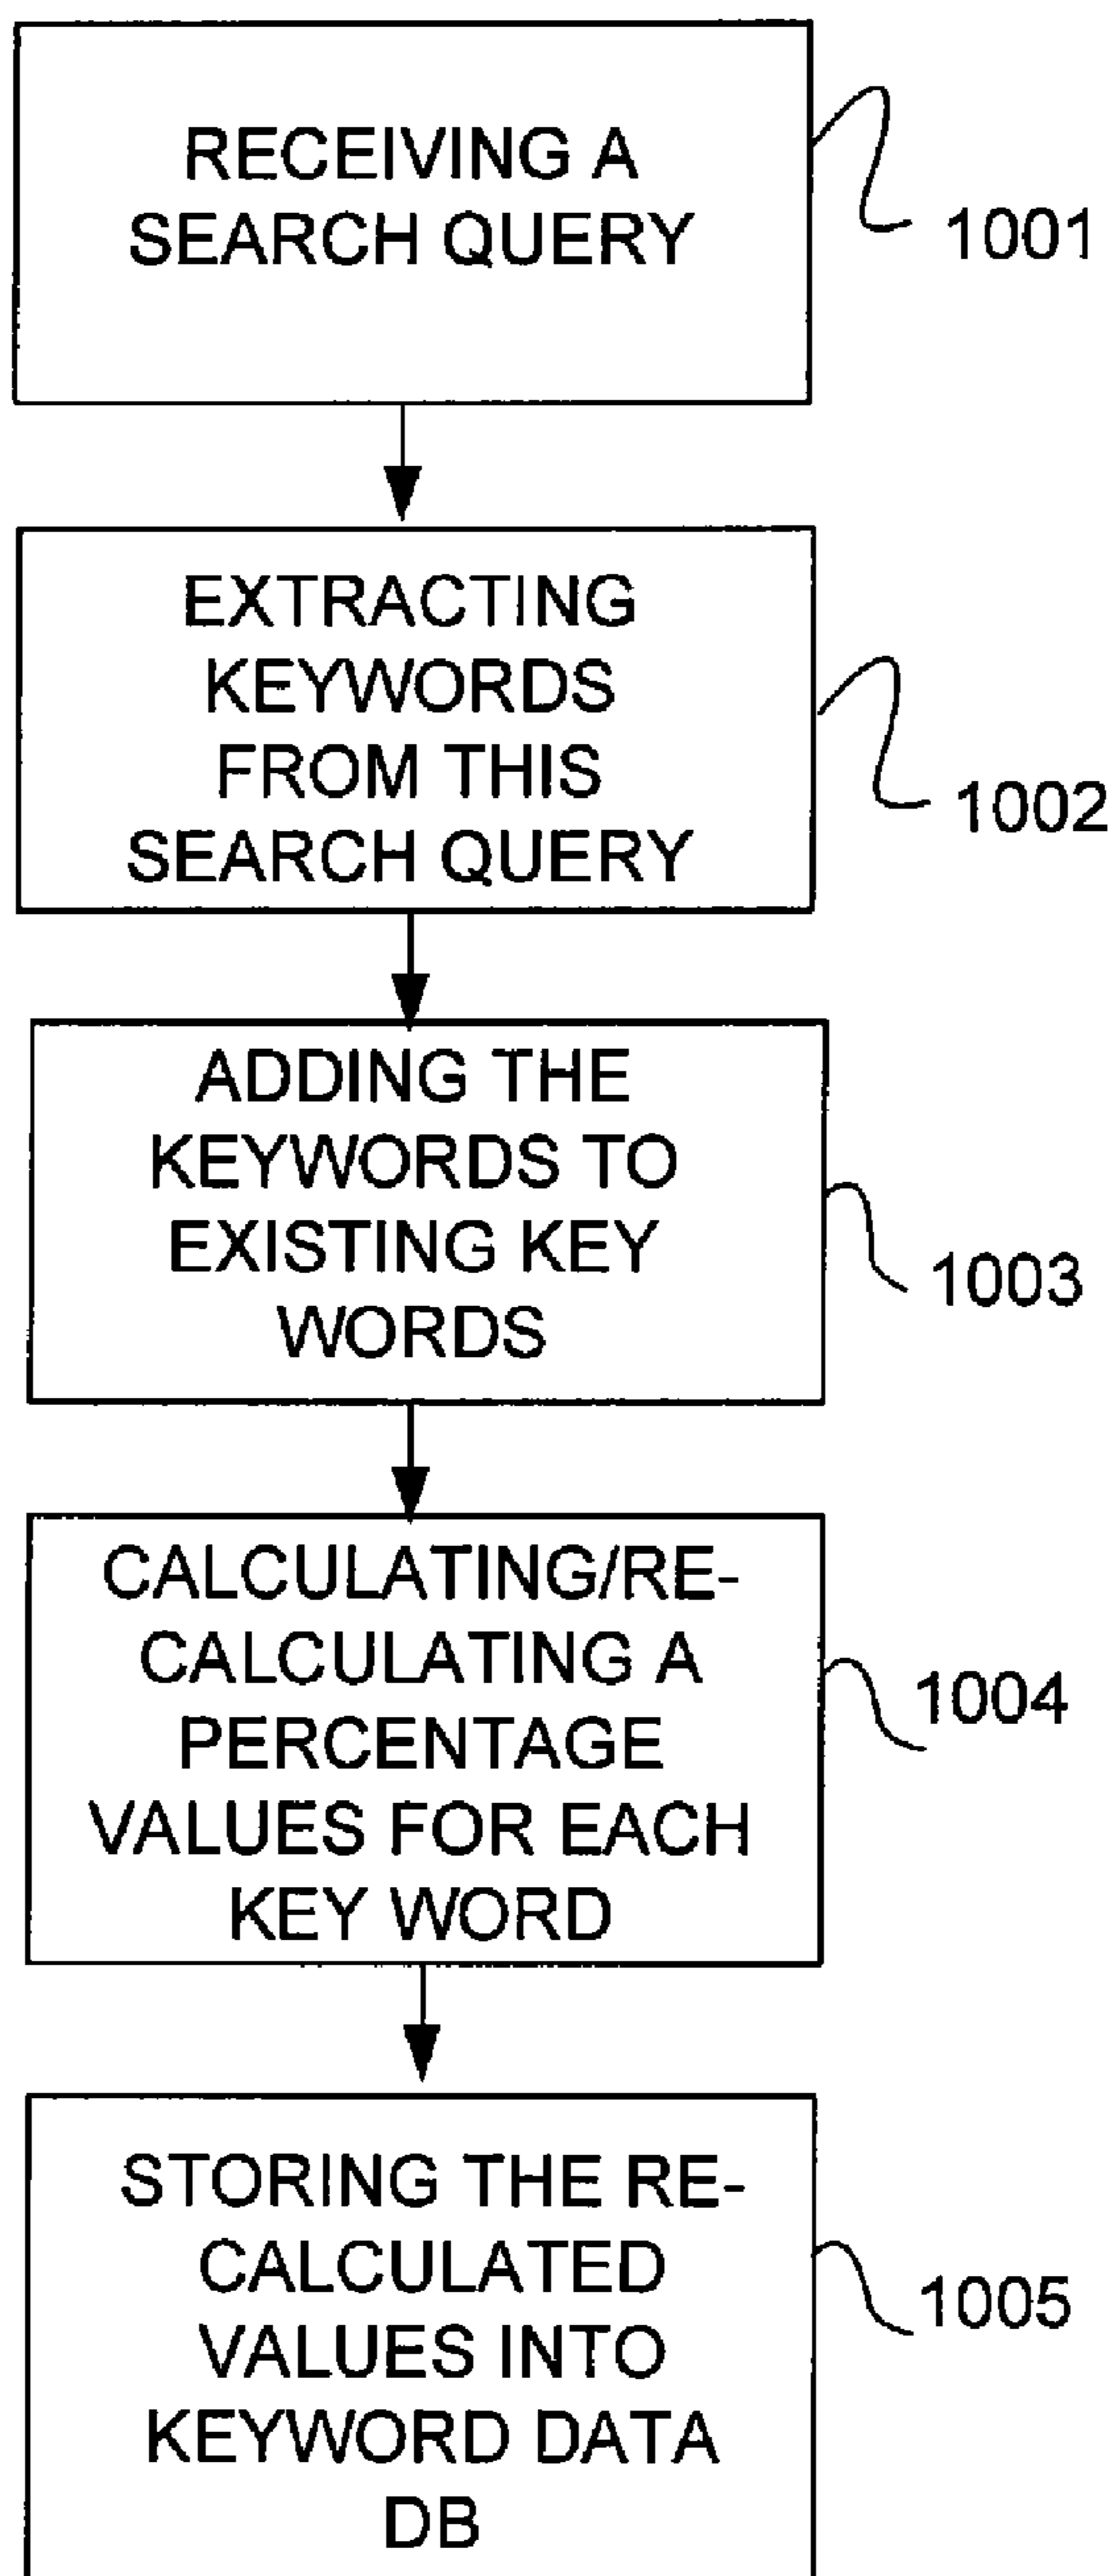 RECEIVING A
SEARCH QUERY
1001
EXTRACTING
KEYWORDS
FROM THIS
SEARCH QUERY
1002
ADDING THE
KEYWORDS TO
EXISTING KEY
WORDS
1003
CALCULATING/RE-
CALCULATING A
PERCENTAGE
VALUES FOR EACH
KEY WORD
1004
STORING THE RE-
CALCULATED
VALUES INTO
KEYWORD DATA
DB
1005